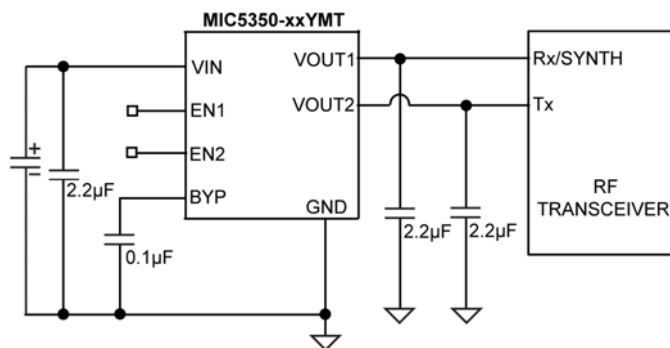 MIC5350-xxYMT
VIN
EN1
EN2
BYP
VOUT1
VOUT2
GND
+
–
2.2µF
0.1µF
2.2µF
2.2µF
Rx/SYNTH
Tx
RF
TRANSCEIVER